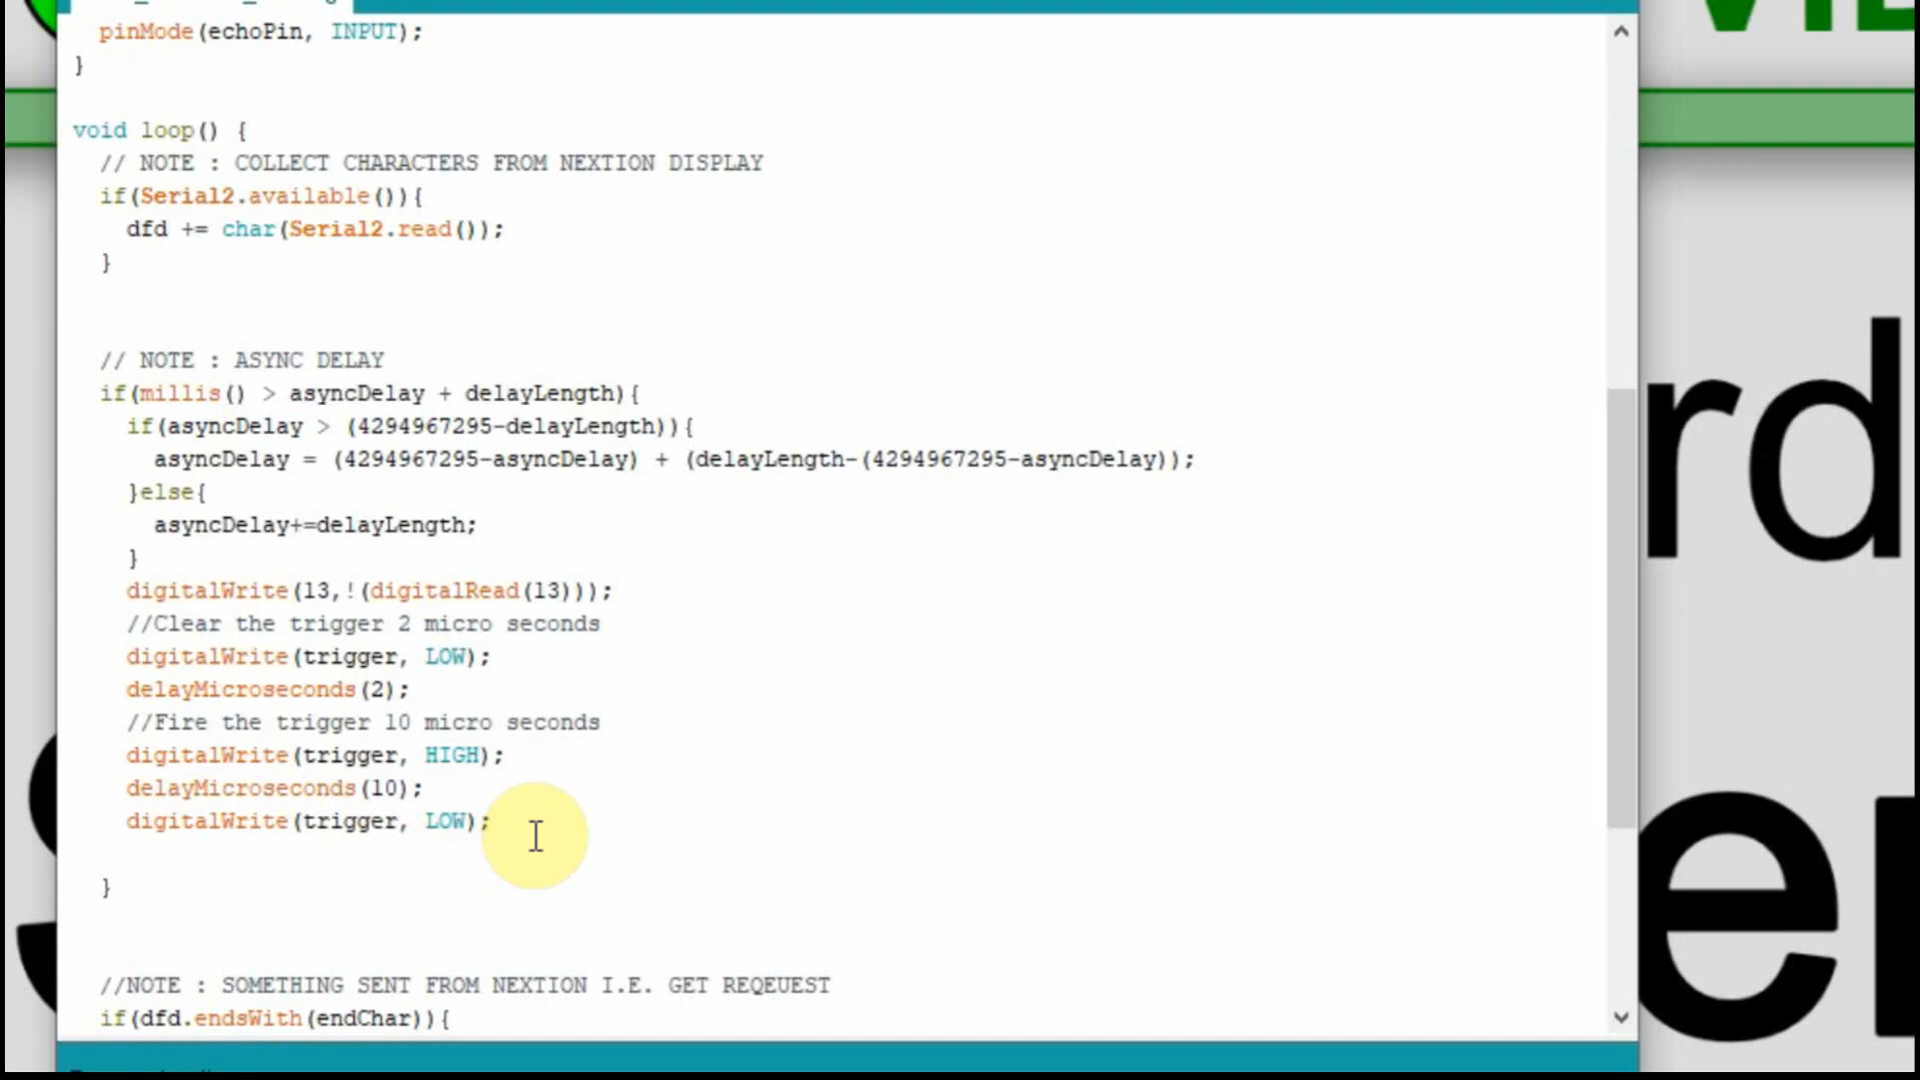 pinMode(echoPin, INPUT);
}
void loop() {
// NOTE : COLLECT CHARACTERS FROM NEXTION DISPLAY
if(Serial2.available()){
dfd += char(Serial2.read());
}
// NOTE : ASYNC DELAY
if(millis() > asyncDelay + delayLength){
if(asyncDelay > (4294967295-delayLength)){
asyncDelay = (4294967295-asyncDelay) + (delayLength-(4294967295-asyncDelay));
}else{
asyncDelay+=delayLength;
}
digitalWrite(13,!(digitalRead(13)));
//Clear the trigger 2 micro seconds
digitalWrite(trigger, LOW);
delayMicroseconds(2);
//Fire the trigger 10 micro seconds
digitalWrite(trigger, HIGH);
delayMicroseconds(10);
digitalWrite(trigger, LOW);
}
//NOTE : SOMETHING SENT FROM NEXTION I.E. GET REQEUEST
if(dfd.endsWith(endChar)){
rd